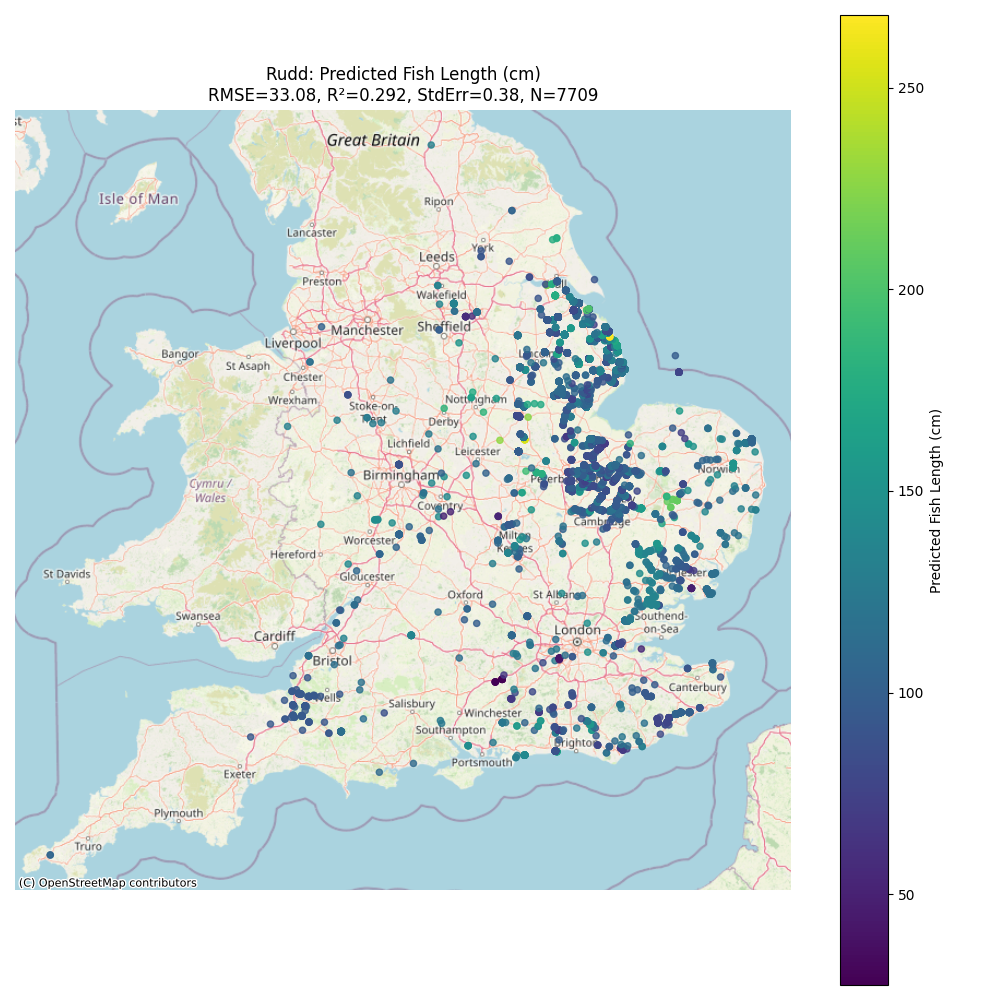 Rudd: Predicted Fish Length (cm)
RMSE=33.08, R²=0.292, StdErr=0.38, N=7709
st
Great Britain
Isle of Man
Ripon
Lancaster
York
Leeds
Preston
Wakefield
Manchester
Sheffield
Liverpool
Bangor
St Asaph
Chester
Wrexham
Stoke-on-
Trent
Nottingham
Derby
Lichfield
Leicester
Norwich
Birmingham
Cymru /
Wales
Coventry
Cambridge
Worcester
Milton
Keynes
Hereford
St Davids
Gloucester
Oxford
St Albans
Swansea
Southend-
on-Sea
Cardiff
London
Bristol
Wells
Canterbury
Salisbury
Winchester
Southampton
Brighton
Portsmouth
Exeter
Plymouth
Truro
(C) OpenStreetMap contributors
250
200
150
100
50
Predicted Fish Length (cm)